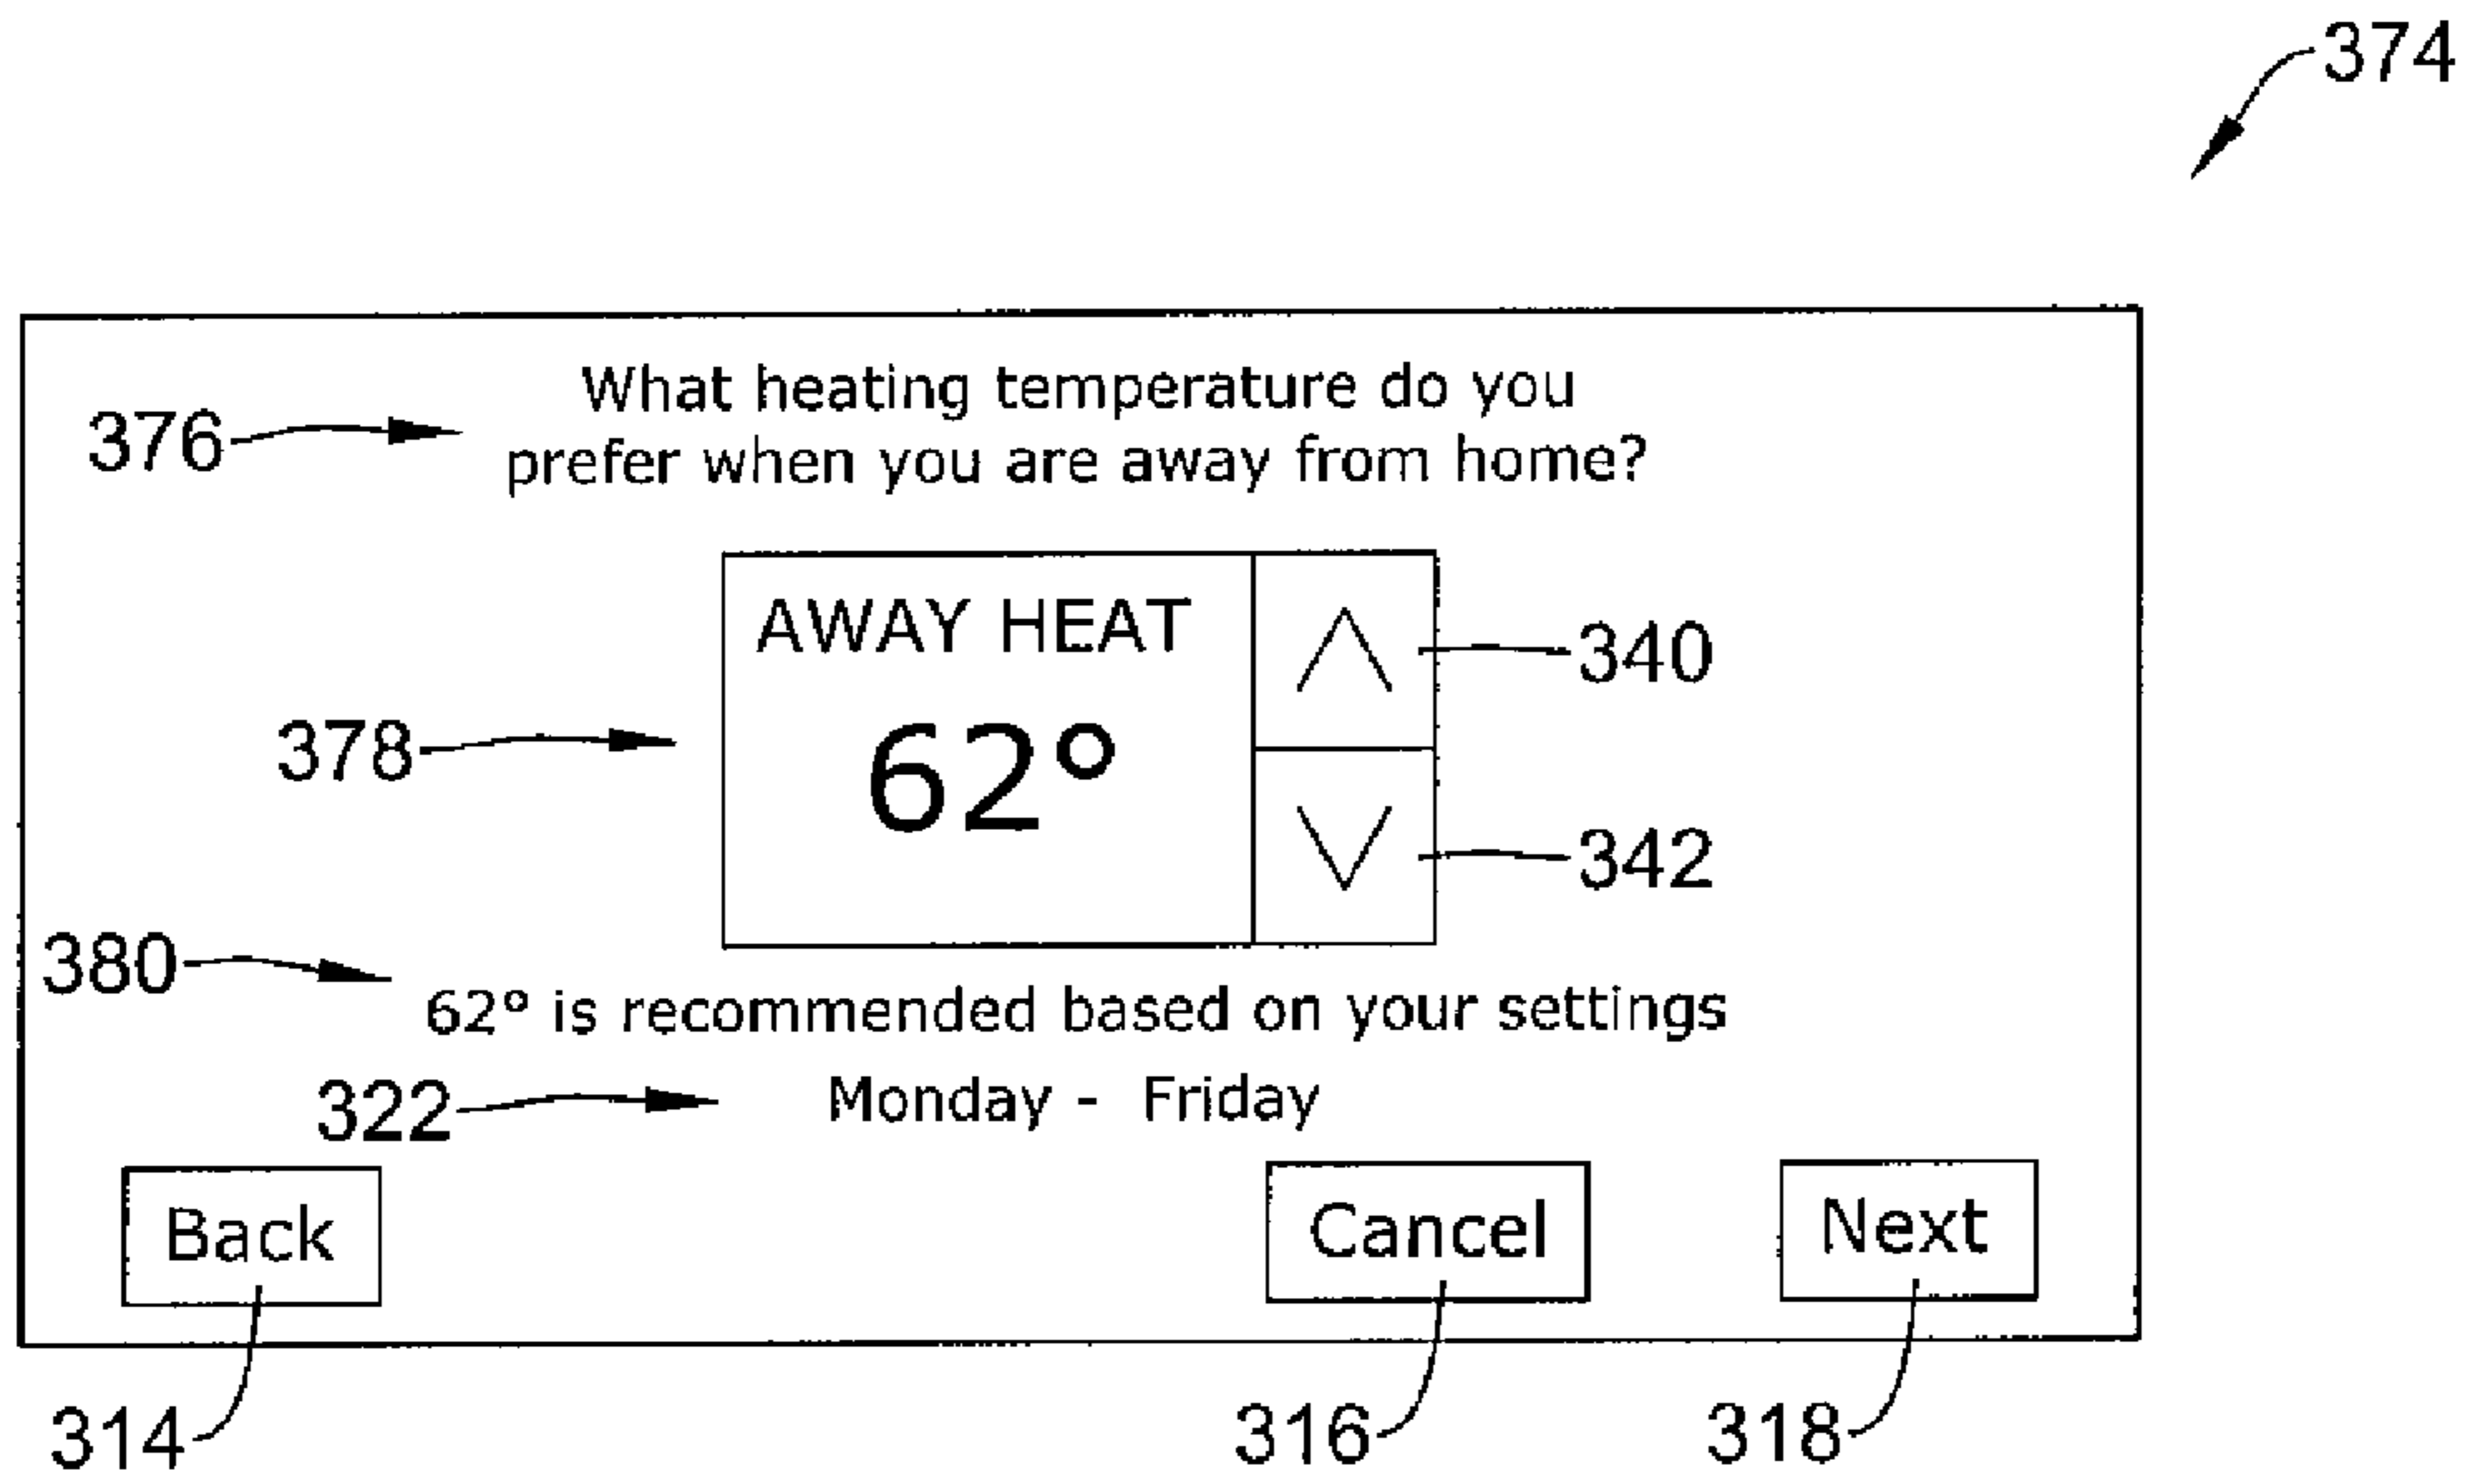 374
What heating temperature do you
376
prefer when you are away from home?
AWAY HEAT
340
378
62°
342
380
62° is recommended based on your settings
322
Monday - Friday
Back
Cancel
Next
314
316
318